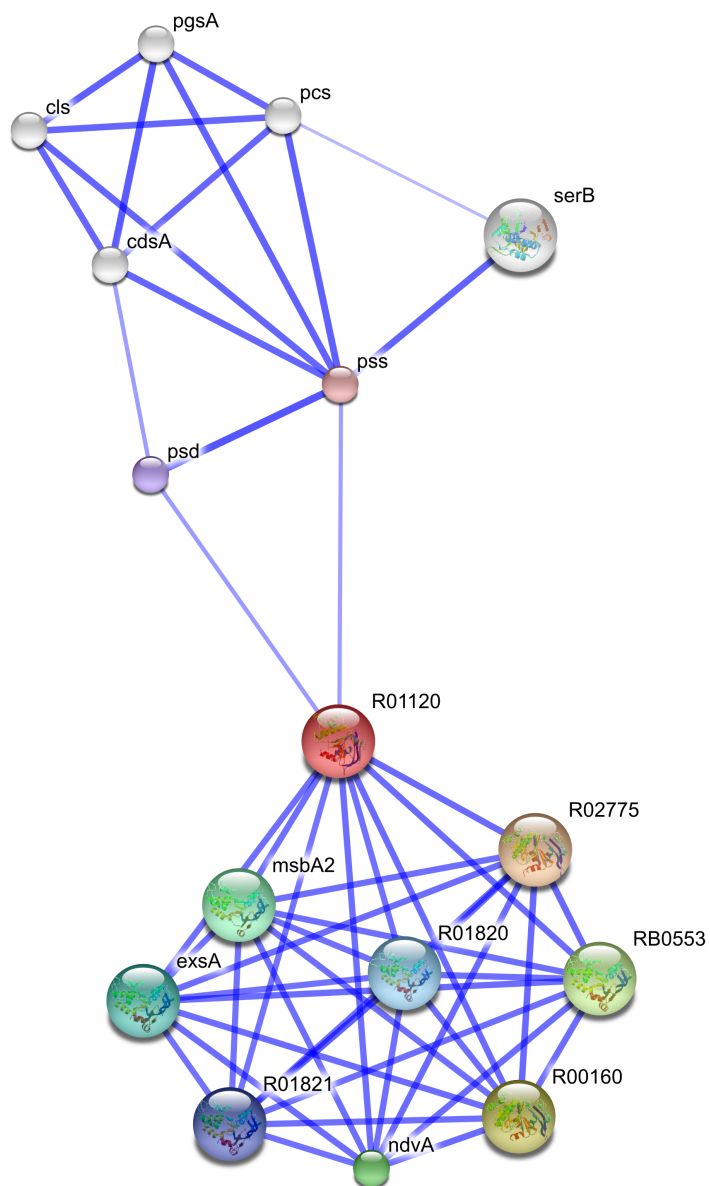 pgsA
pcs
cls
serB
cdsA
pss
psd
R01120
R02775
msbA2
R01820
RB0553
exsA
R01821
R00160
ndvA